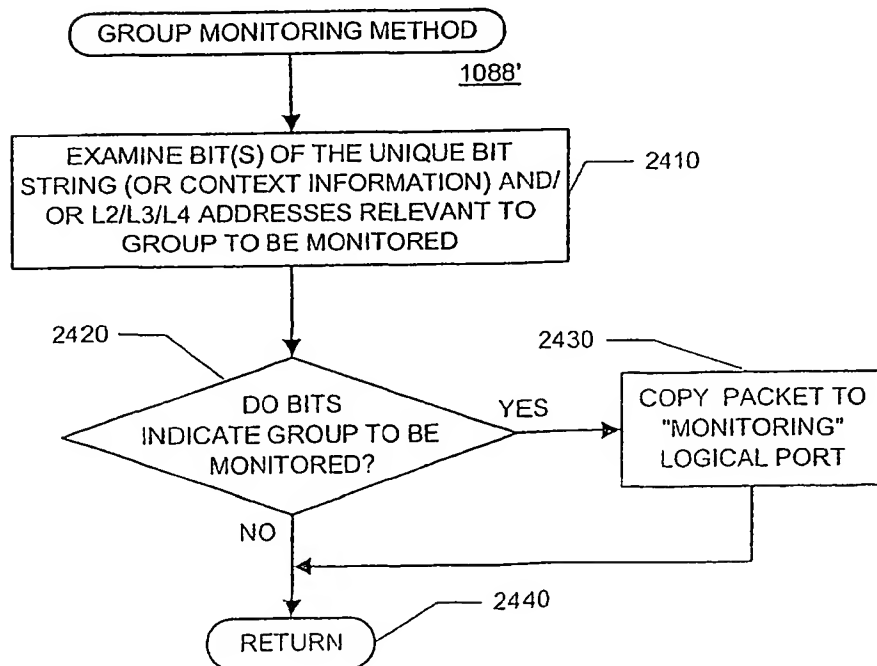 GROUP MONITORING METHOD
1088'
EXAMINE BIT(S) OF THE UNIQUE BIT
STRING (OR CONTEXT INFORMATION) AND/
OR L2/L3/L4 ADDRESSES RELEVANT TO
GROUP TO BE MONITORED
2410
2420
DO BITS
INDICATE GROUP TO BE
MONITORED?
YES
2430
COPY PACKET TO
"MONITORING"
LOGICAL PORT
NO
RETURN
2440